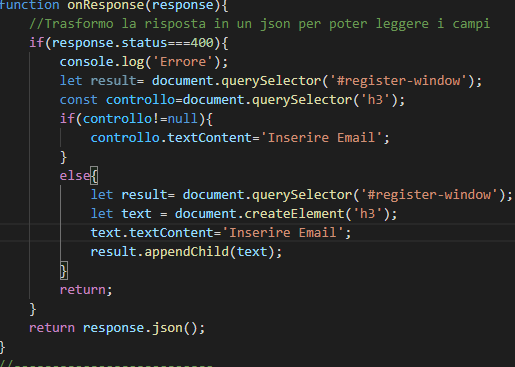 function onResponse(response){
//Trasformo la risposta in un json per poter leggere i campi
if(response.status===400){
console.log('Errore');
let result= document.querySelector('#register-window');
const controllo=document.querySelector('h3');
if(controllo!=null){
controllo.textContent='Inserire Email';
}
else{
let result= document.querySelector('#register-window');
let text = document.createElement('h3');
text.textContent='Inserire Email';
result.appendChild(text);
}
return;
}
return response.json();
}
//--------------------------